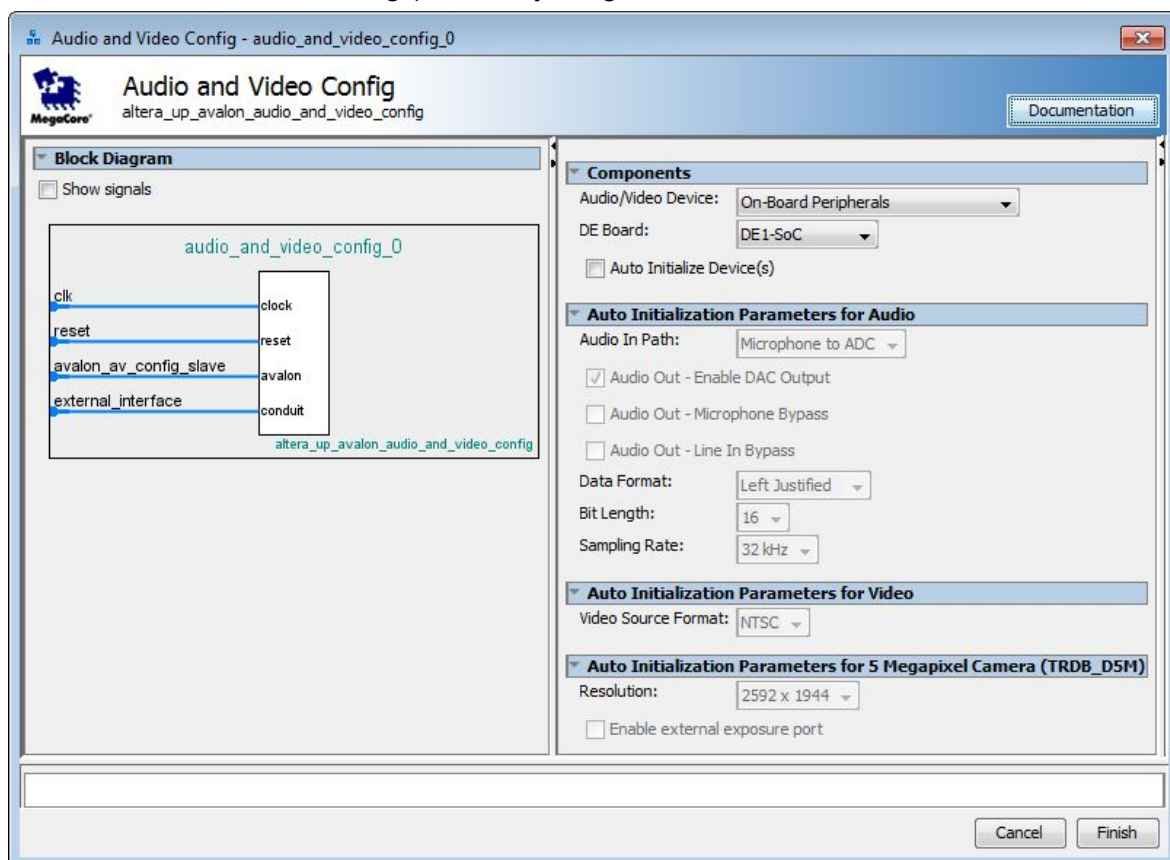 Audio and Video Config - audio_and_video_config_0
MegaCore®
Audio and Video Config
altera_up_avalon_audio_and_video_config
Documentation
Block Diagram
Show signals
audio_and_video_config_0
clk
clock
reset
reset
avalon_av_config_slave
avalon
external_interface
conduit
altera_up_avalon_audio_and_video_config
Components
Audio/Video Device: On-Board Peripherals
DE Board: DE1-SoC
Auto Initialize Device(s)
Auto Initialization Parameters for Audio
Audio In Path: Microphone to ADC
Audio Out - Enable DAC Output
Audio Out - Microphone Bypass
Audio Out - Line In Bypass
Data Format: Left Justified
Bit Length: 16
Sampling Rate: 32 kHz
Auto Initialization Parameters for Video
Video Source Format: NTSC
Auto Initialization Parameters for 5 Megapixel Camera (TRDB_D5M)
Resolution: 2592 x 1944
Enable external exposure port
Cancel Finish